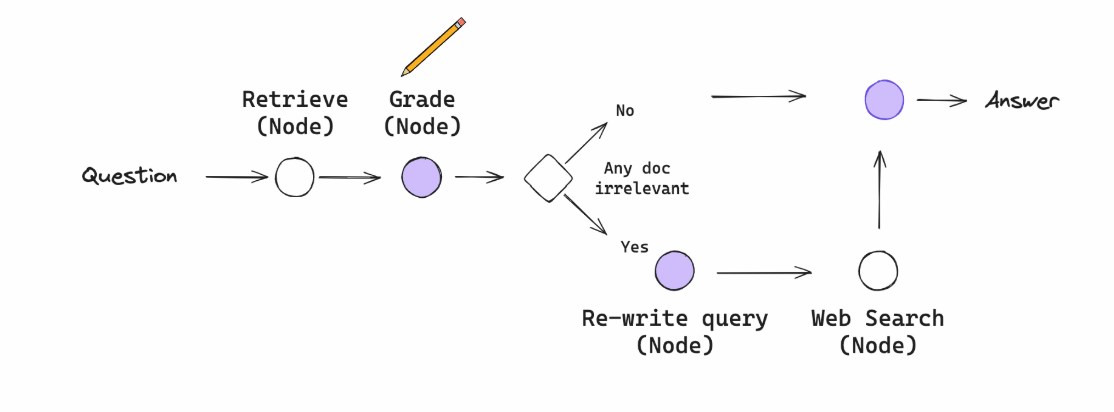 Retrieve
(Node)
Grade
(Node)
Question
No
Any doc
irrelevant
Yes
Answer
Re-write query
(Node)
Web Search
(Node)